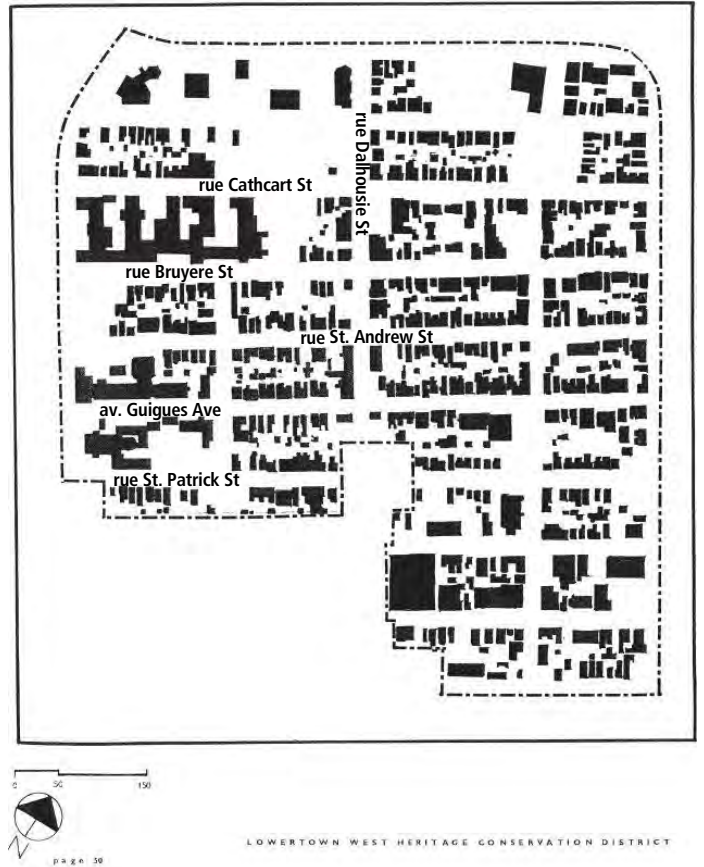 rue Dalhousie St
rue Cathcart St
rue Bruyere St
rue St. Andrew St
av. Guigues Ave
rue St. Patrick St
0 50 150
N
LOWERTOWN WEST HERITAGE CONSERVATION DISTRICT
page 50